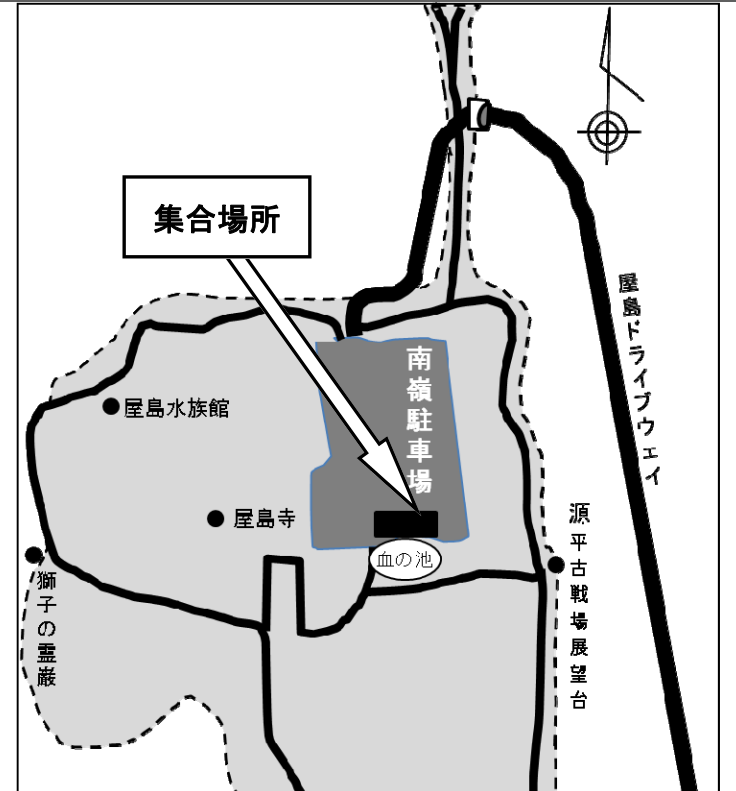 集合場所
屋島ドライブウェイ
南嶺駐車場
屋島水族館
屋島寺
血の池
源平古戦場展望台
獅子の霊巌